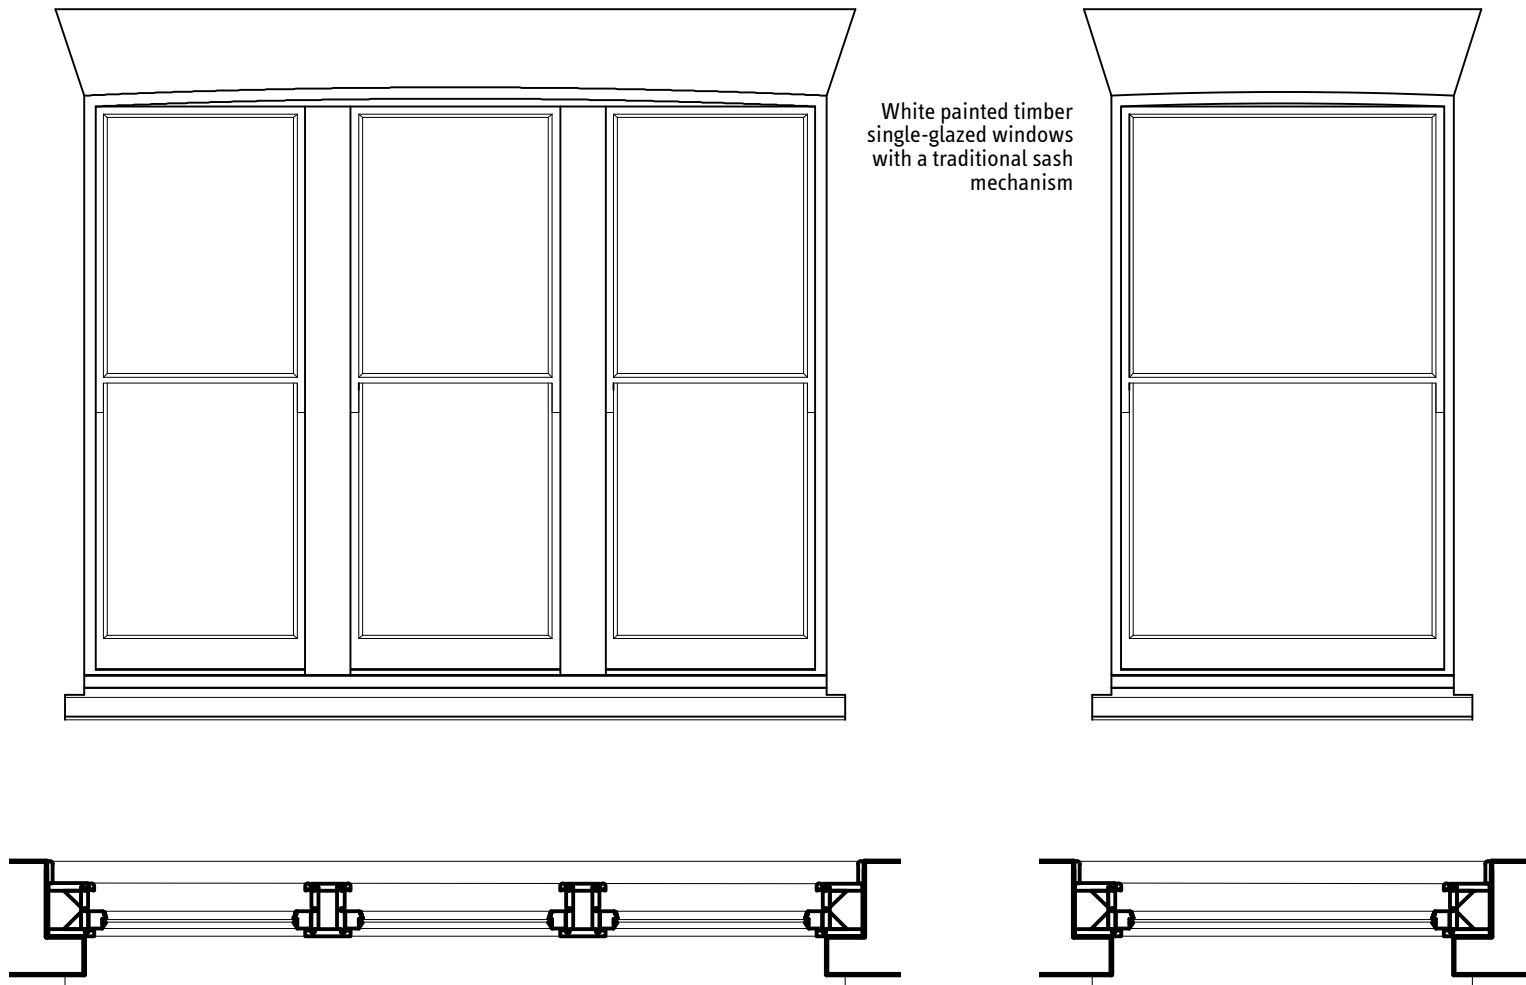 White painted timber
single-glazed windows
with a traditional sash
mechanism